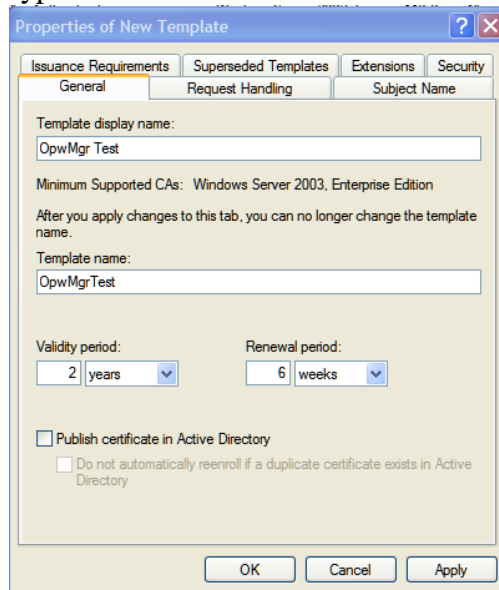 Properties of New Template
Issuance Requirements Superseded Templates Extensions Security
General Request Handling Subject Name
Template display name:
OpwMgr Test
Minimum Supported CAs: Windows Server 2003, Enterprise Edition
After you apply changes to this tab, you can no longer change the template
name.
Template name:
OpwMgrTest
Validity period: Renewal period:
2 years 6 weeks
Publish certificate in Active Directory
Do not automatically reenroll if a duplicate certificate exists in Active
Directory
OK Cancel Apply